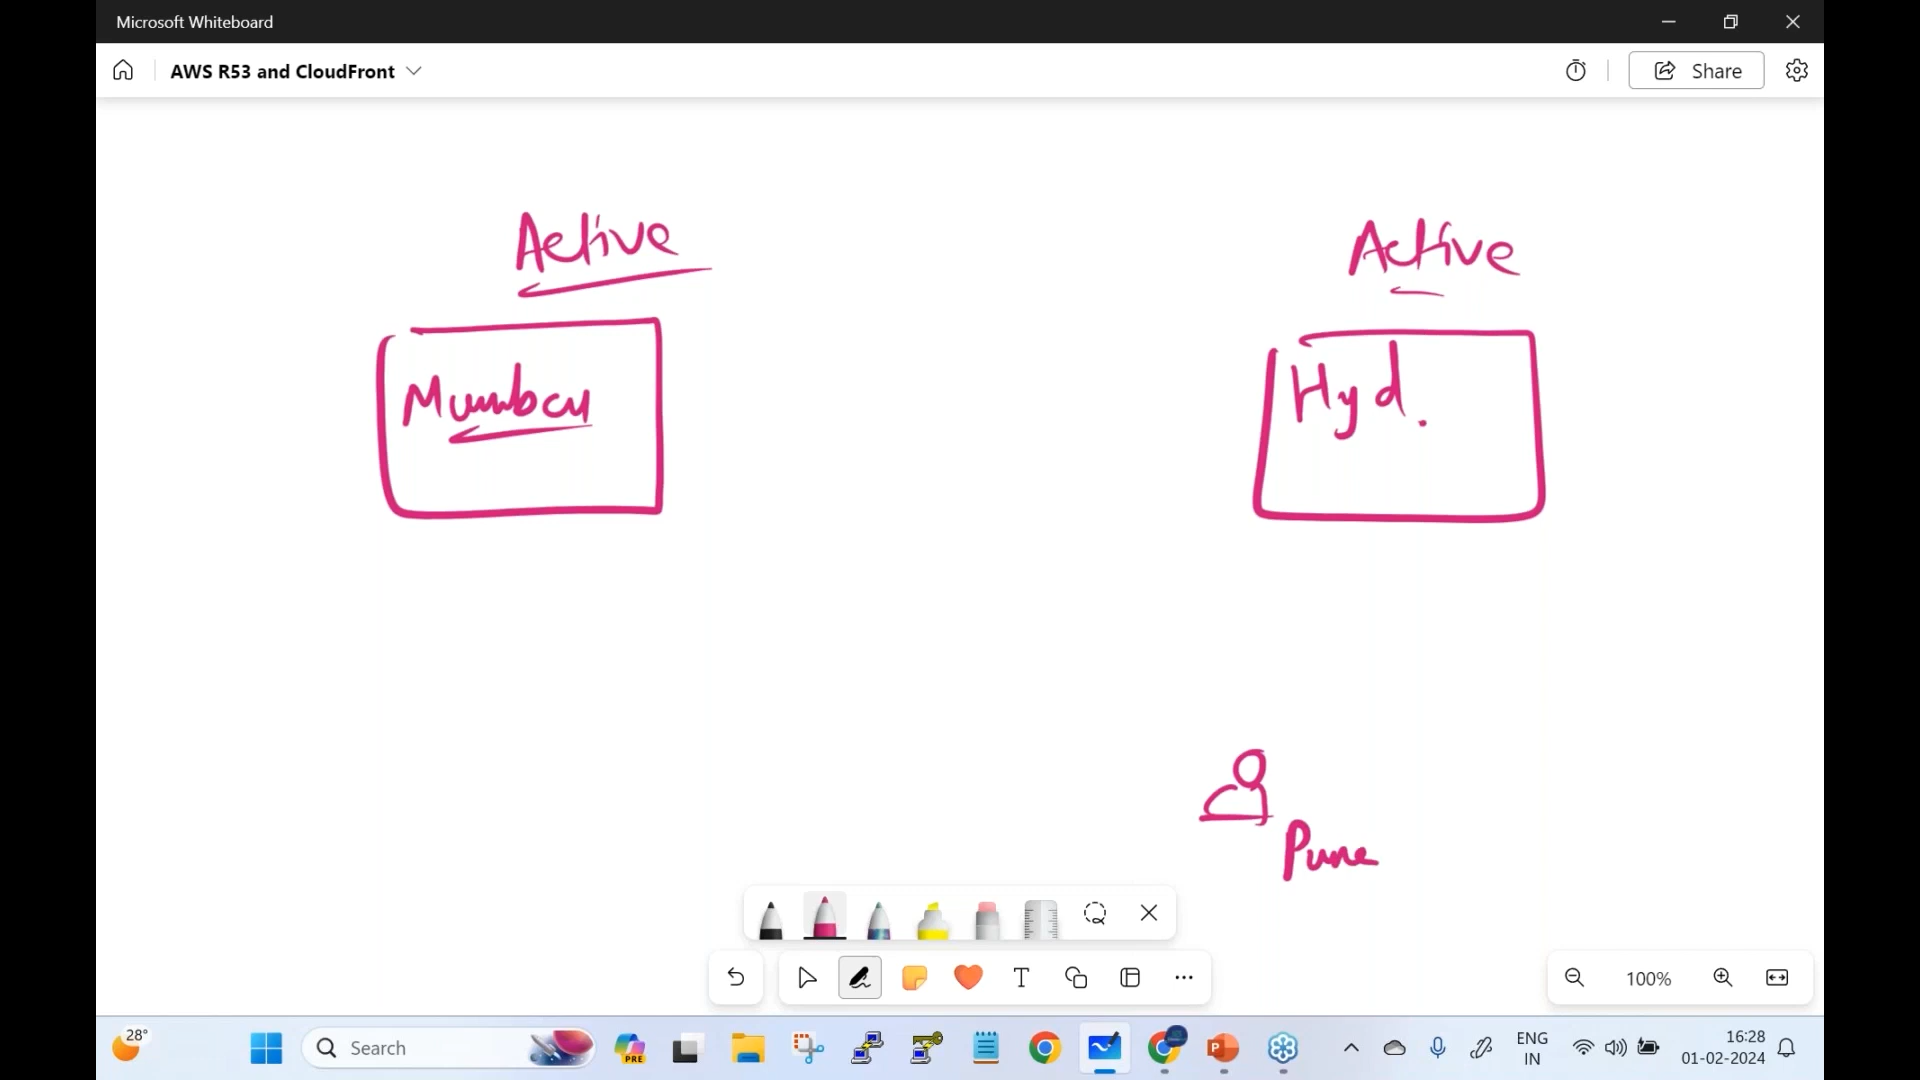 Microsoft Whiteboard
AWS R53 and CloudFront
Share
Active
Active
Mumbai
Hyd.
Pune
100%
28°
Search
PRE
ENG
IN
16:28
01-02-2024